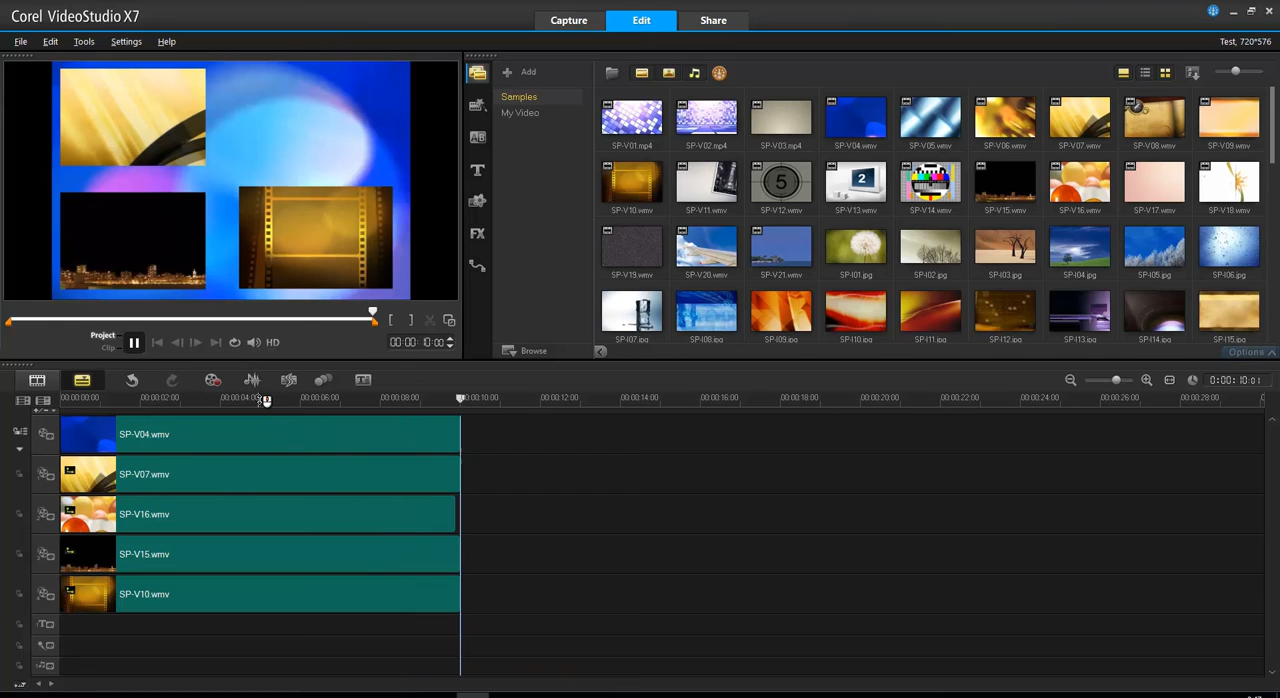 Corel VideoStudio X7
Capture
Edit
Share
File
Edit
Tools
Settings
Help
Test, 720*576
Add
Samples
My Video
SP-V01.mp4
SP-V02.mp4
SP-V03.mp4
SP-V04.wmv
SP-V05.wmv
SP-V06.wmv
SP-V07.wmv
SP-V08.wmv
SP-V09.wmv
5
2
SP-V10.wmv
SP-V11.wmv
SP-V12.wmv
SP-V13.wmv
SP-V14.wmv
SP-V15.wmv
SP-V16.wmv
SP-V17.wmv
SP-V18.wmv
SP-V19.wmv
SP-V20.wmv
SP-V21.wmv
SP-I01.jpg
SP-I02.jpg
SP-I03.jpg
SP-I04.jpg
SP-I05.jpg
SP-I06.jpg
SP-I07.jpg
SP-I08.jpg
SP-I09.jpg
SP-I10.jpg
SP-I11.jpg
SP-I12.jpg
SP-I13.jpg
SP-I14.jpg
SP-I15.jpg
AB
T
FX
Project
Clip
HD
00:00: 10:00
Browse
Options
0:00: 10:01
00:00:00:00
00:00:02:00
00:00:06:00
00:00:08:00
00:00:12:00
00:00:14:00
00:00:16:00
00:00:18:00
00:00:20:00
00:00:22:00
00:00:24:00
00:00:26:00
00:00:28:00
SP-V04.wmv
SP-V07.wmv
SP-V16.wmv
SP-V15.wmv
SP-V10.wmv